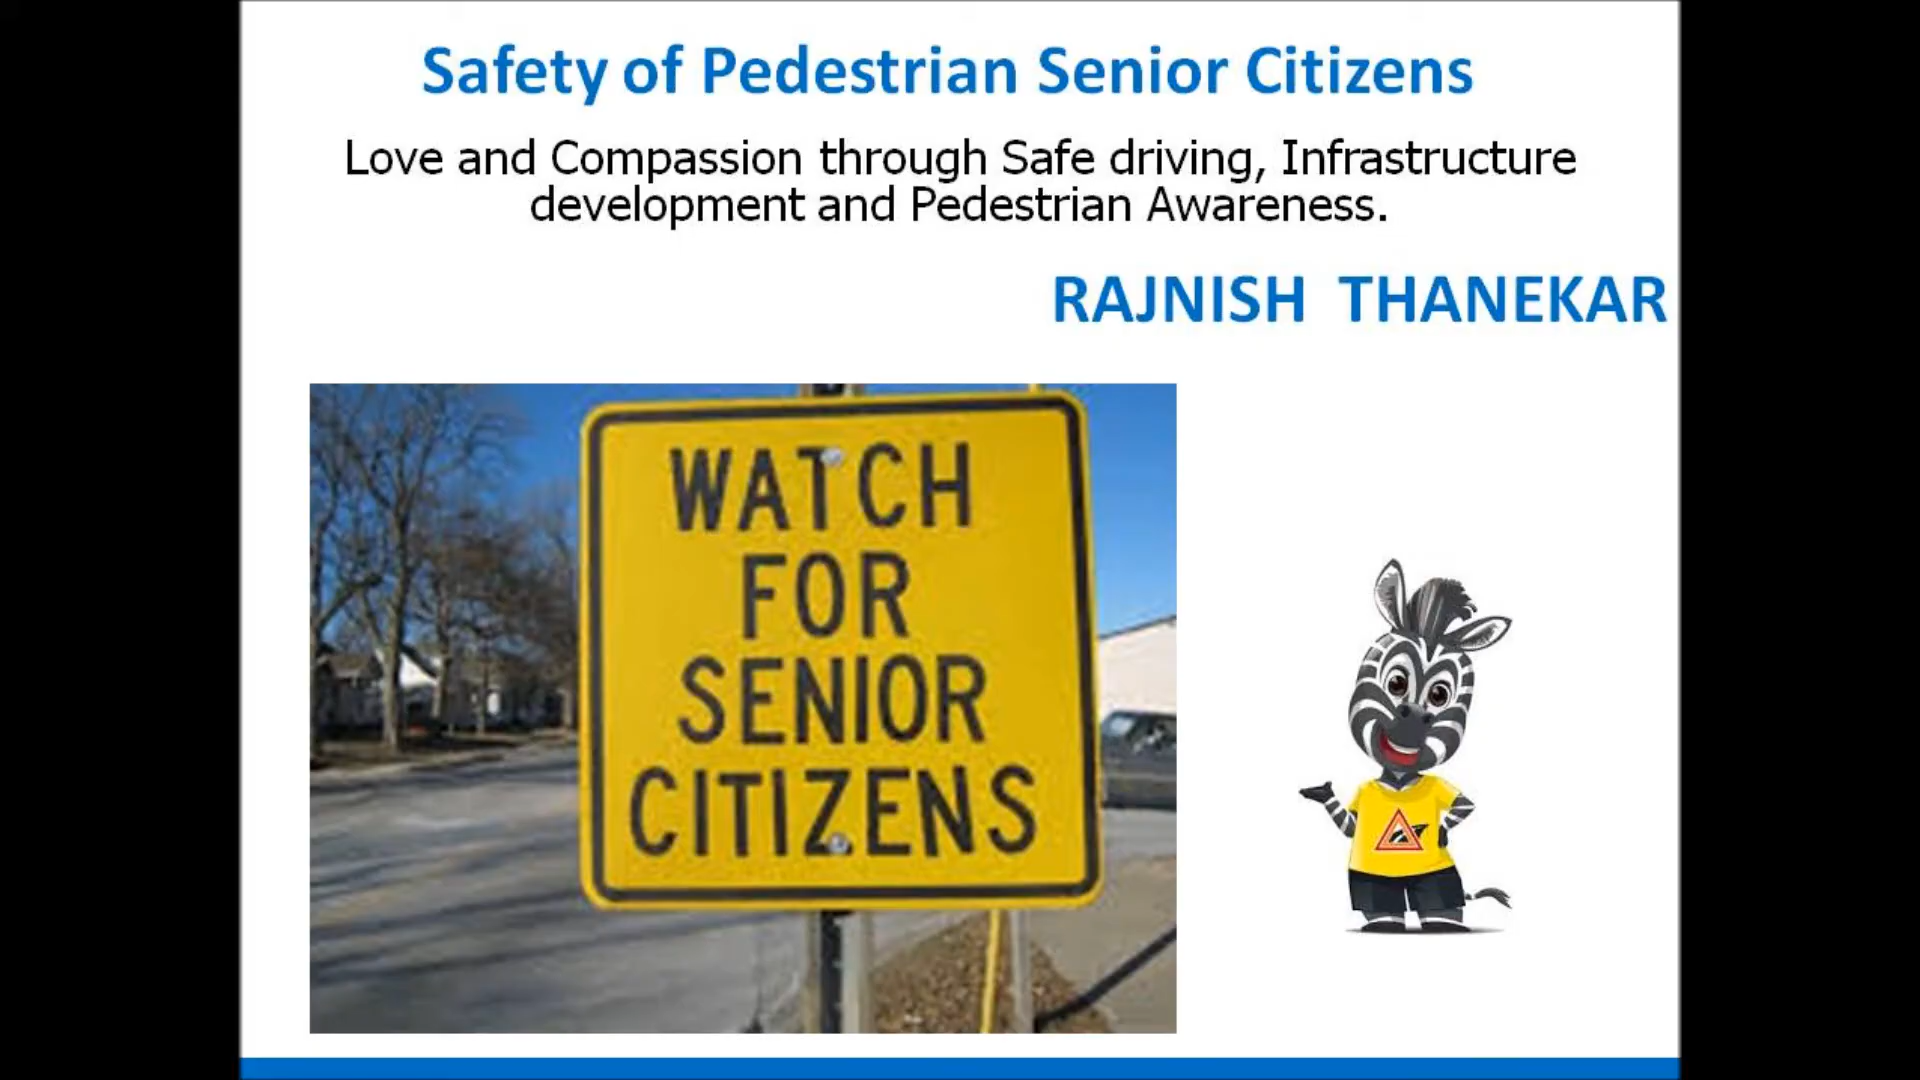 Safety of Pedestrian Senior Citizens
Love and Compassion through Safe driving, Infrastructure
development and Pedestrian Awareness.
RAJNISH THANEKAR
WATCH
FOR
SENIOR
CITIZENS